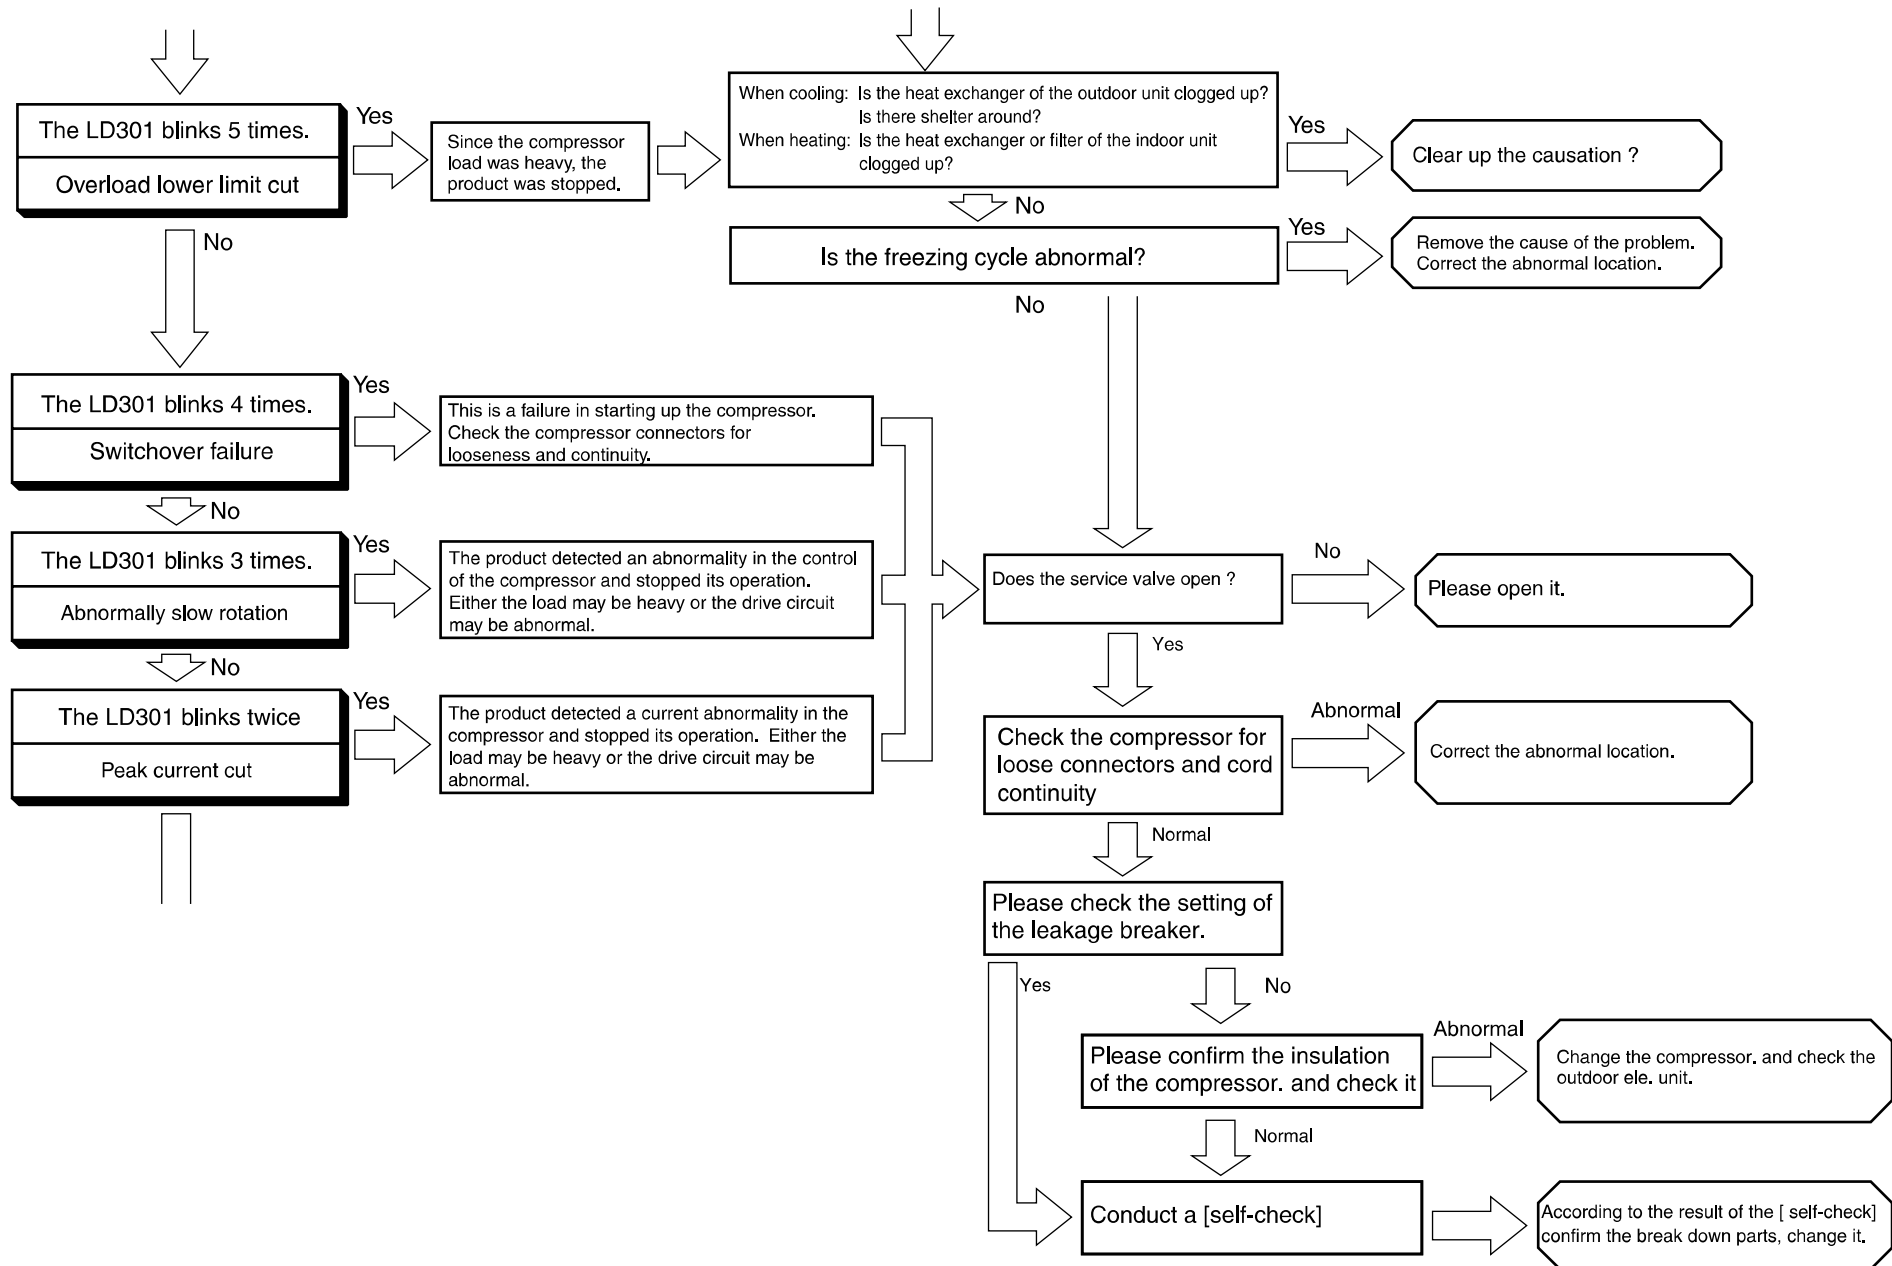 The LD301 blinks 5 times.
Overload lower limit cut
Yes
Since the compressor
load was heavy, the
product was stopped.
When cooling: Is the heat exchanger of the outdoor unit clogged up?
Is there shelter around?
When heating: Is the heat exchanger or filter of the indoor unit
clogged up?
Yes
Clear up the causation ?
No
No
Is the freezing cycle abnormal?
Yes
Remove the cause of the problem.
Correct the abnormal location.
No
The LD301 blinks 4 times.
Switchover failure
Yes
This is a failure in starting up the compressor.
Check the compressor connectors for
looseness and continuity.
No
The LD301 blinks 3 times.
Abnormally slow rotation
Yes
The product detected an abnormality in the control
of the compressor and stopped its operation.
Either the load may be heavy or the drive circuit
may be abnormal.
No
The LD301 blinks twice
Peak current cut
Yes
The product detected a current abnormality in the
compressor and stopped its operation. Either the
load may be heavy or the drive circuit may be
abnormal.
Does the service valve open ?
No
Please open it.
Yes
Check the compressor for
loose connectors and cord
continuity
Abnormal
Correct the abnormal location.
Normal
Please check the setting of
the leakage breaker.
Yes
No
Please confirm the insulation
of the compressor. and check it
Abnormal
Change the compressor. and check the
outdoor ele. unit.
Normal
Conduct a [self-check]
According to the result of the [ self-check]
confirm the break down parts, change it.